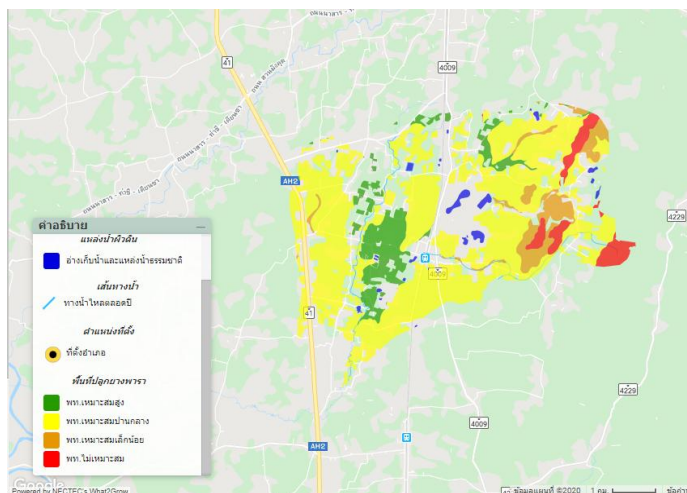 41
4009
AH2
4229
คำอธิบาย
แหล่งน้ำผิวดิน
อ่างเก็บน้ำและแหล่งน้ำธรรมชาติ
เส้นทางน้ำ
ทางน้ำไหลตลอดปี
ตำแหน่งที่ตั้ง
ที่ตั้งอำเภอ
พื้นที่ปลูกยางพารา
พท.เหมาะสมสูง
พท.เหมาะสมปานกลาง
พท.เหมาะสมเล็กน้อย
พท.ไม่เหมาะสม
4009
41
4229
4009
AH2
Google
Powered by NECTEC's What2Grow
ข้อมูลแผนที่ ©2020 1 กม.